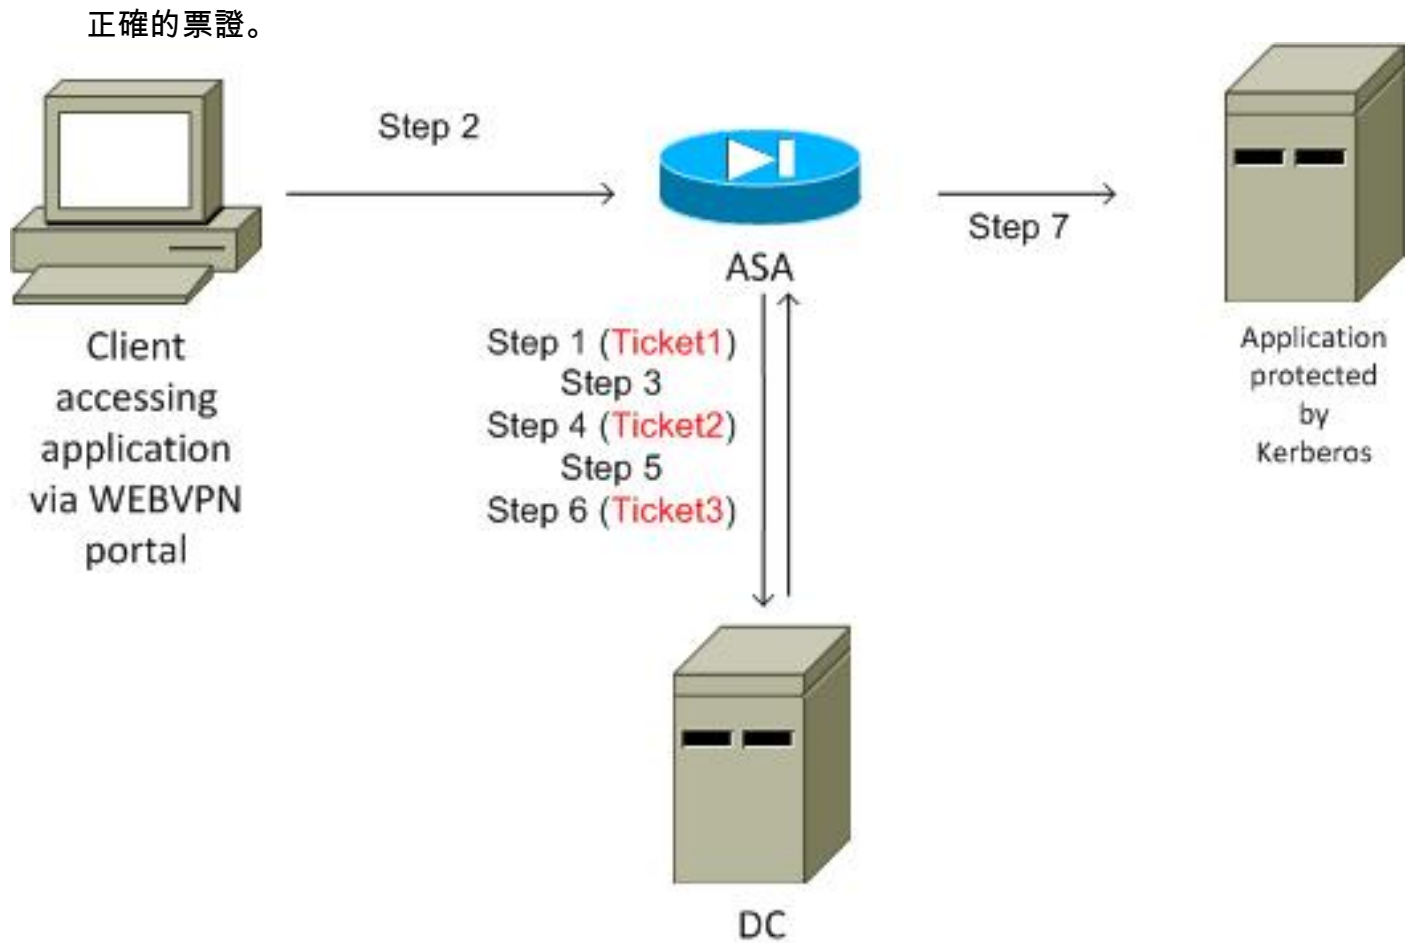 正確的票證。
Step 2
Step 7
ASA
Step 1 (Ticket1)
Step 3
Step 4 (Ticket2)
Step 5
Step 6 (Ticket3)
Client
accessing
application
via WEBVPN
portal
Application
protected
by
Kerberos
DC